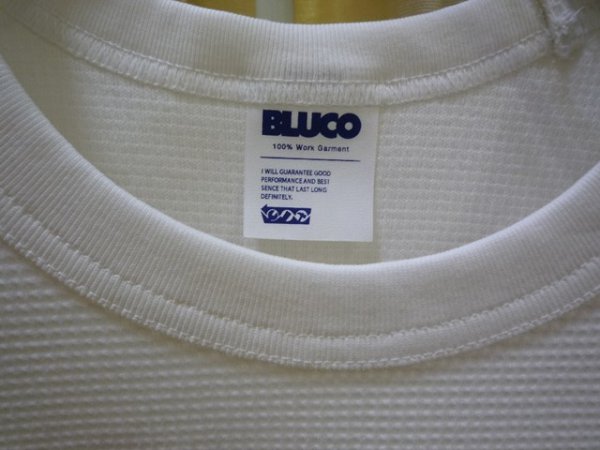 BLUCO
100% Work Garment
I WILL GUARANTEE GOOD
PERFORMANCE AND BEST
SENCE THAT LAST LONG
DEFINITELY.